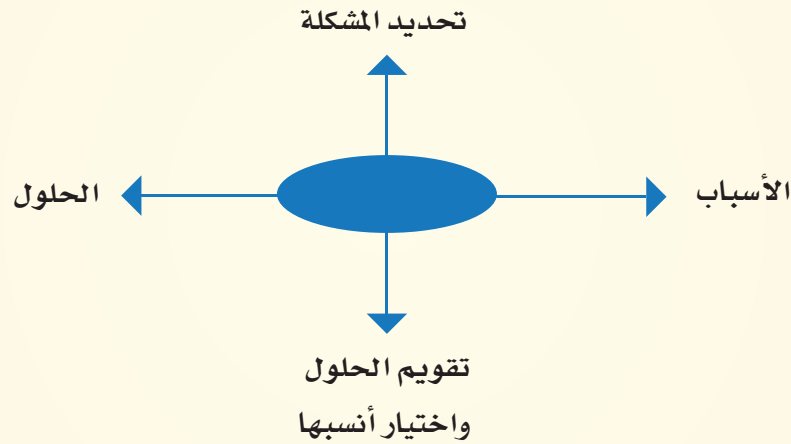 تحديد المشكلة
الأسباب
الحلول
تقويم الحلول
واختيار أنسبها